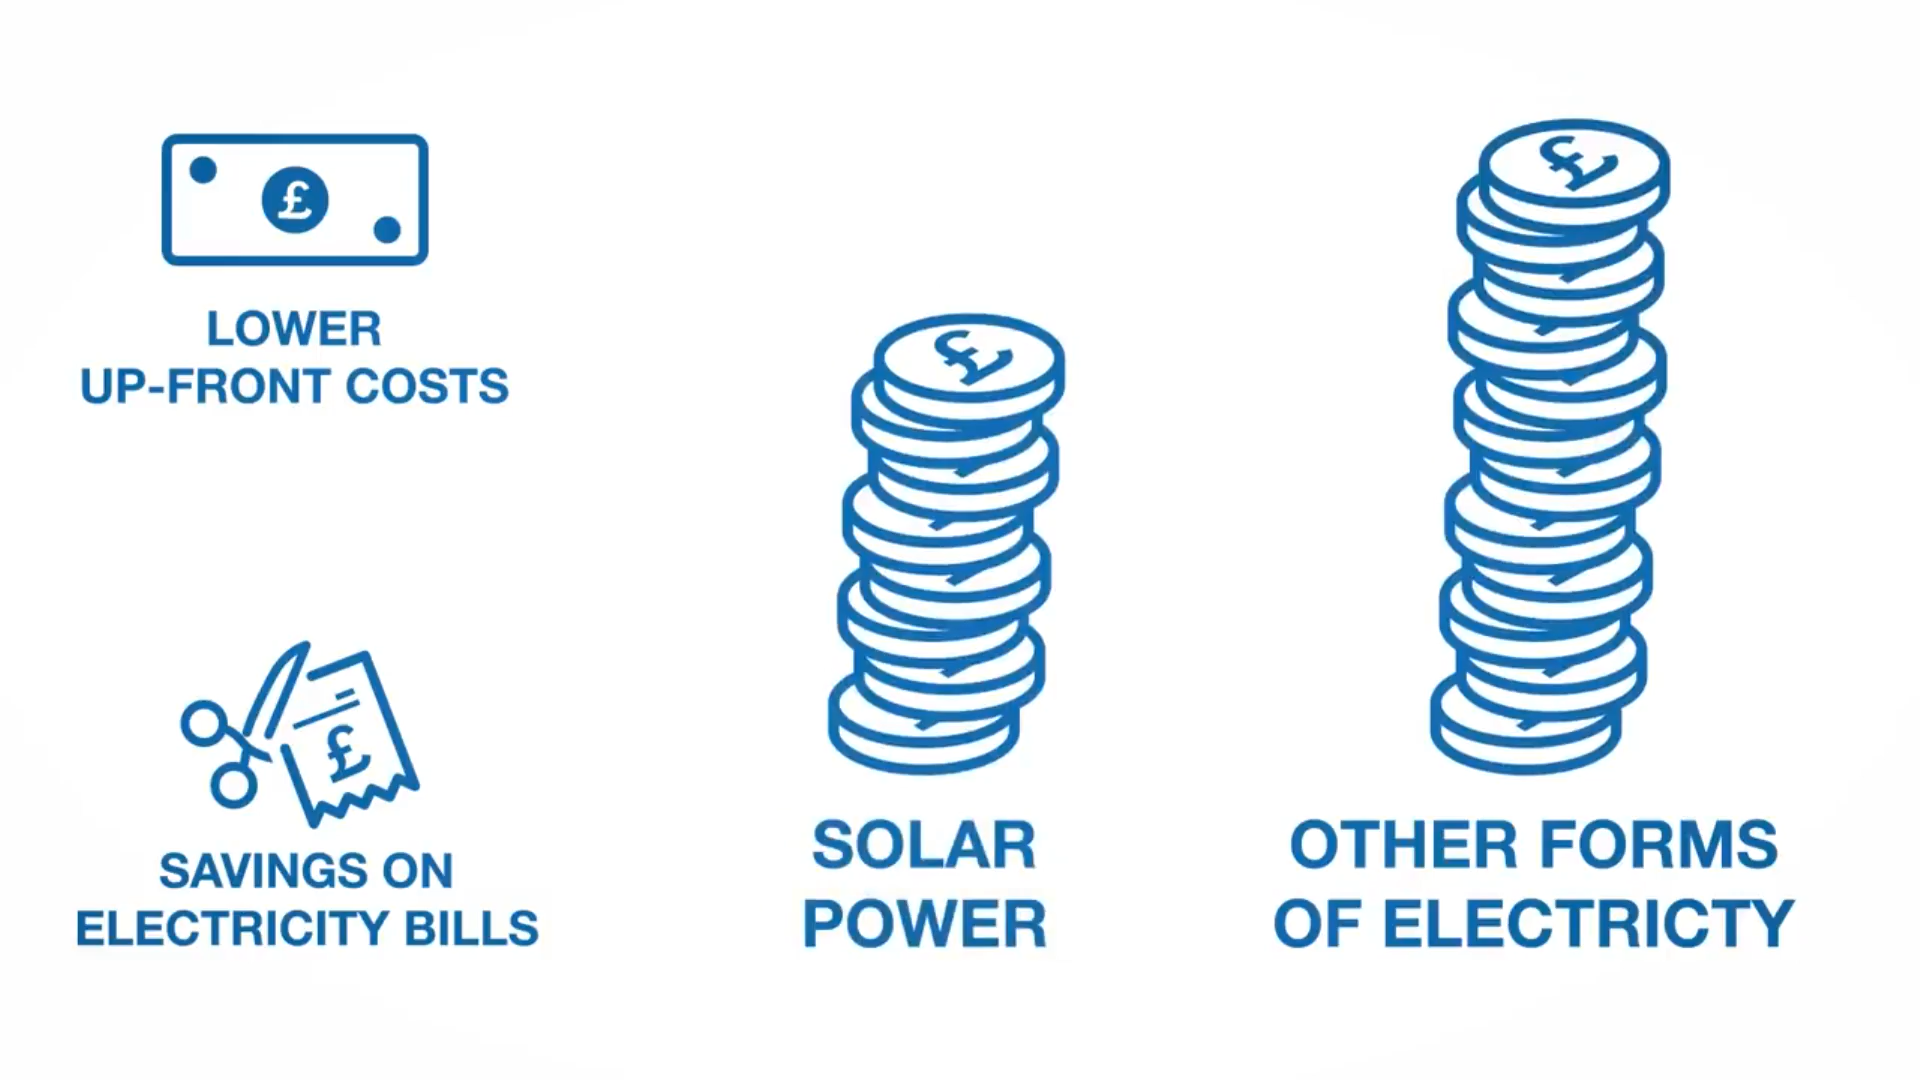 £
LOWER
UP-FRONT COSTS
£
SAVINGS ON
ELECTRICITY BILLS
£
SOLAR
POWER
£
OTHER FORMS
OF ELECTRICTY